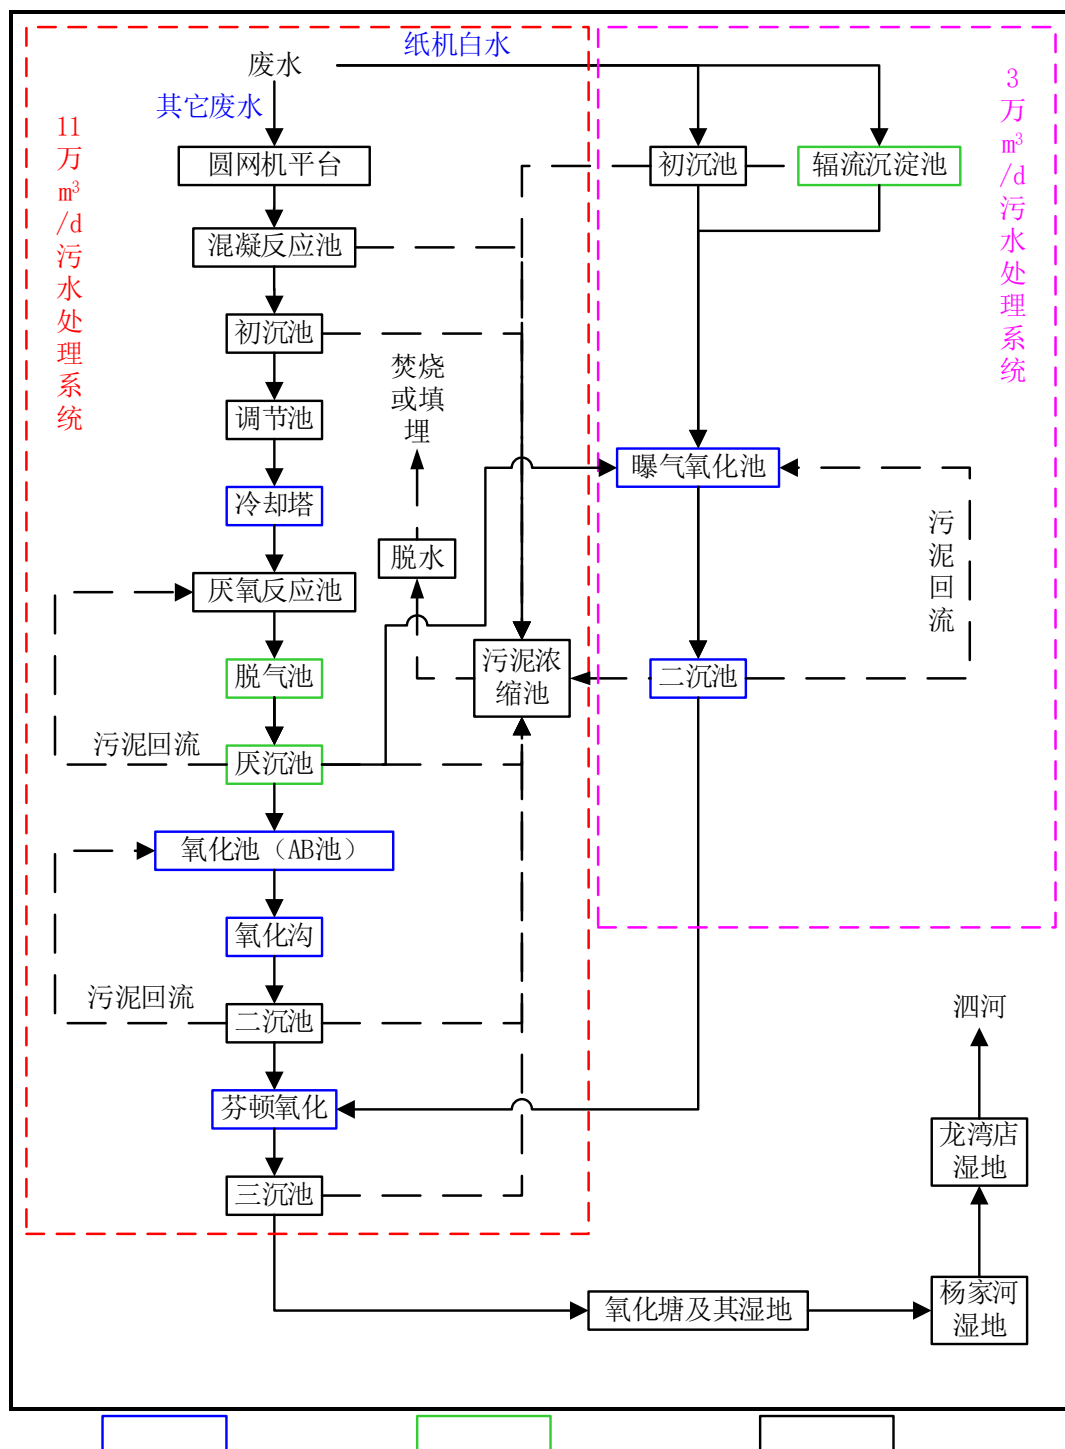 纸机白水
废水
其它废水
11
万
m³
/d
污
水
处
理
系
统
3
万
m³
/d
污
水
处
理
系
统
圆网机平台
初沉池
辐流沉淀池
混凝反应池
初沉池
焚烧
或填
埋
调节池
曝气氧化池
冷却塔
污
泥
回
流
脱水
厌氧反应池
污泥浓
缩池
二沉池
脱气池
污泥回流
厌沉池
氧化池（AB池）
氧化沟
污泥回流
二沉池
泗河
芬顿氧化
龙湾店
湿地
三沉池
氧化塘及其湿地
杨家河
湿地